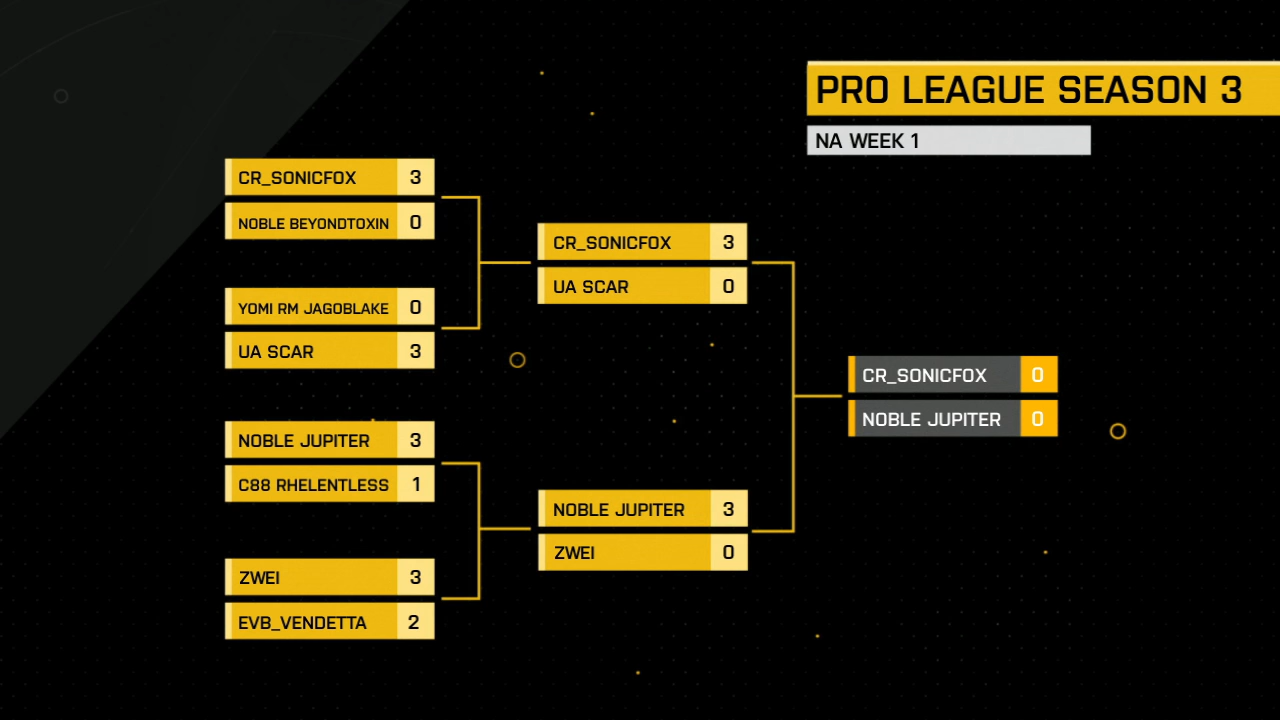 PRO LEAGUE SEASON 3
NA WEEK 1
CR_SONICFOX 3
NOBLE BEYONDTOXIN 0
YOMI RM JAGOBLAKE 0
UA SCAR 3
NOBLE JUPITER 3
C88 RHELENTLESS 1
ZWEI 3
EVB_VENDETTA 2
CR_SONICFOX 3
UA SCAR 0
NOBLE JUPITER 3
ZWEI 0
CR_SONICFOX 0
NOBLE JUPITER 0